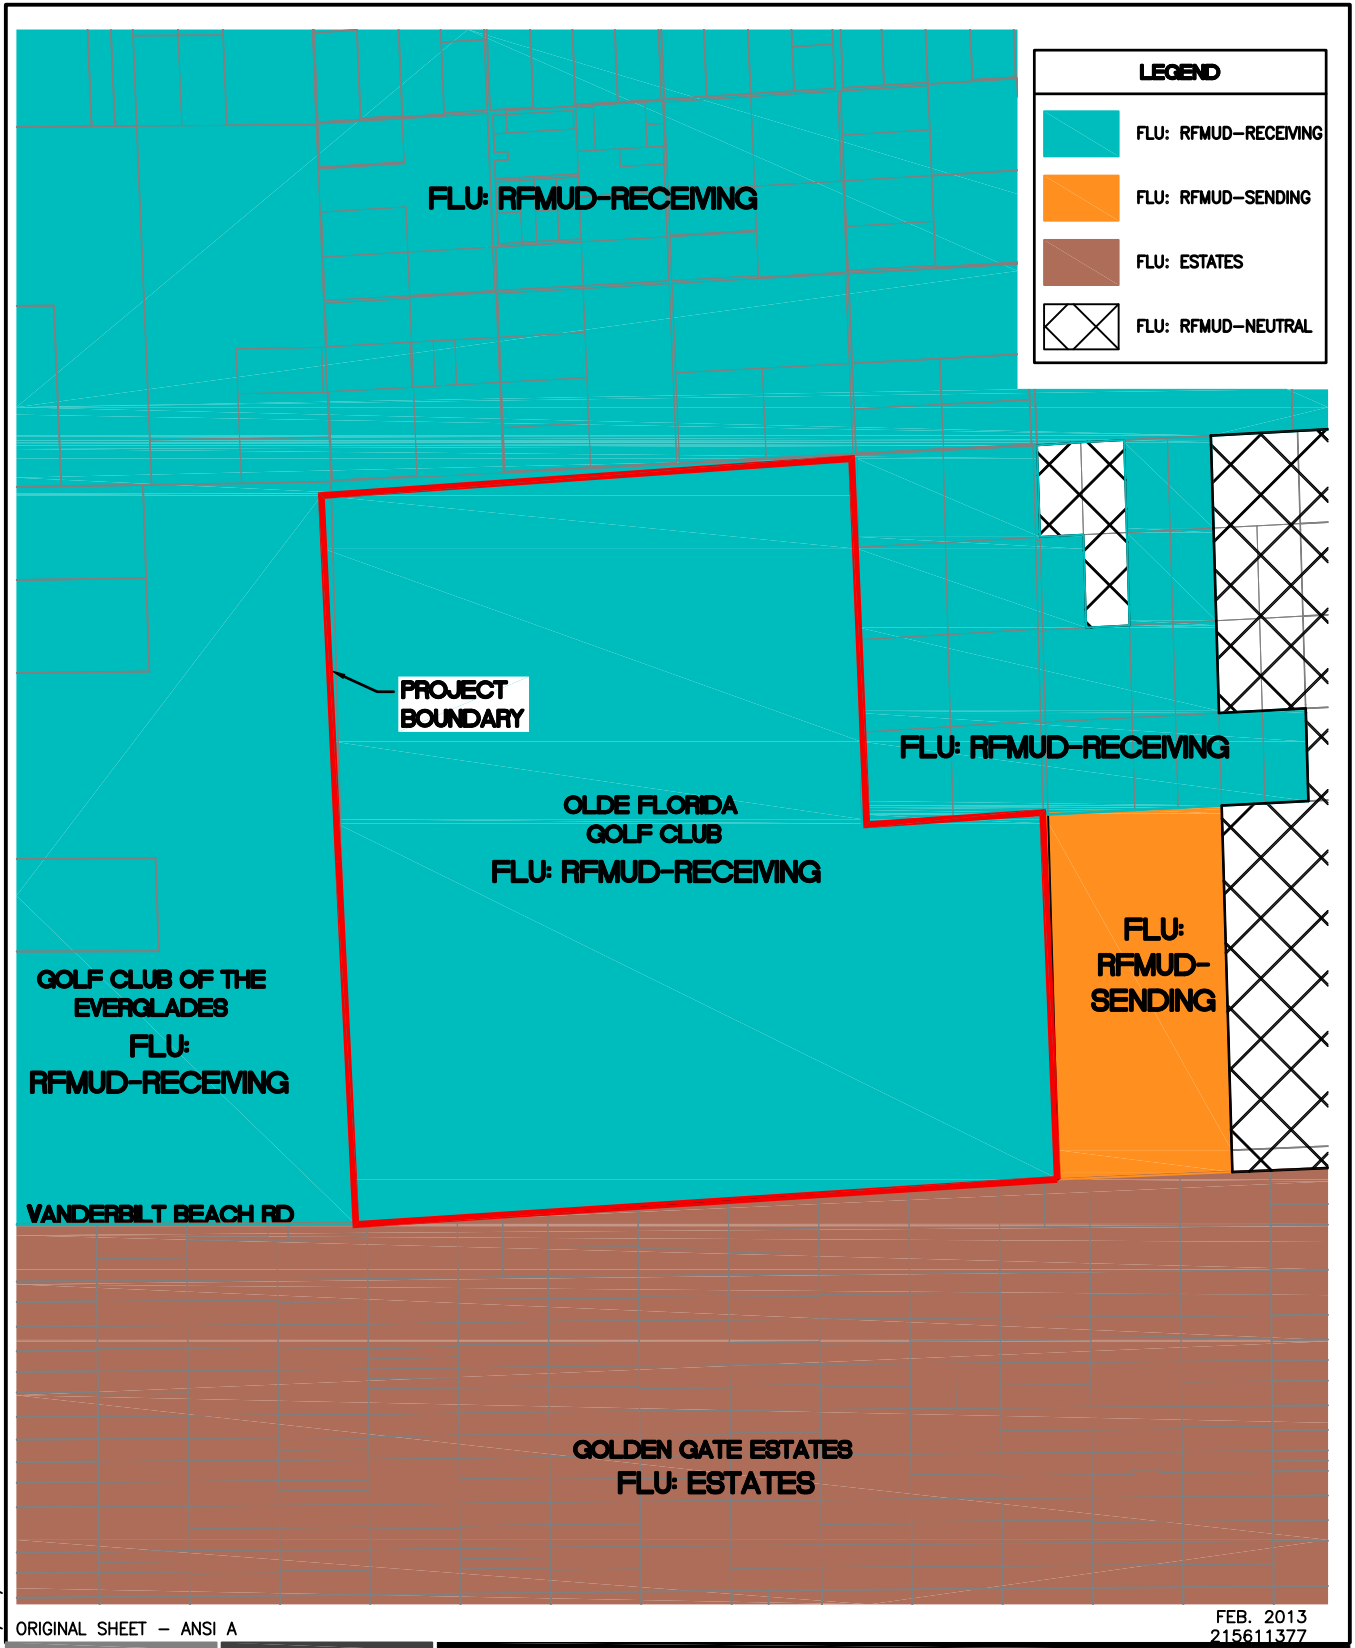 LEGEND
FLU: RFMUD-RECEIVING
FLU: RFMUD-SENDING
FLU: ESTATES
FLU: RFMUD-NEUTRAL
FLU: RFMUD-RECEIVING
PROJECT
BOUNDARY
FLU: RFMUD-RECEIVING
OLDE FLORIDA
GOLF CLUB
FLU: RFMUD-RECEIVING
FLU:
RFMUD-
SENDING
GOLF CLUB OF THE
EVERGLADES
FLU:
RFMUD-RECEIVING
VANDERBILT BEACH RD
GOLDEN GATE ESTATES
FLU: ESTATES
ORIGINAL SHEET - ANSI A
FEB. 2013
215611377